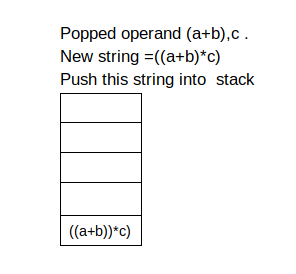 Popped operand (a+b),c .
New string =((a+b)*c)
Push this string into  stack
((a+b))*c)